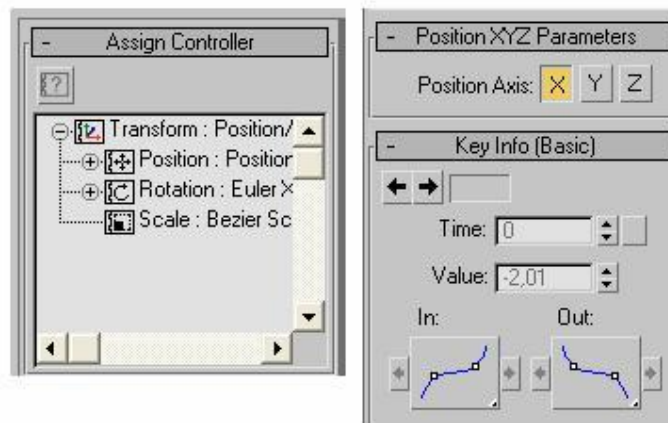 - Assign Controller
?
Transform : Position/
Position : Position
Rotation : Euler X
Scale : Bezier Sc
- Position XYZ Parameters
Position Axis: X Y Z
- Key Info (Basic)
Time: 0
Value: -2,01
In: Out: